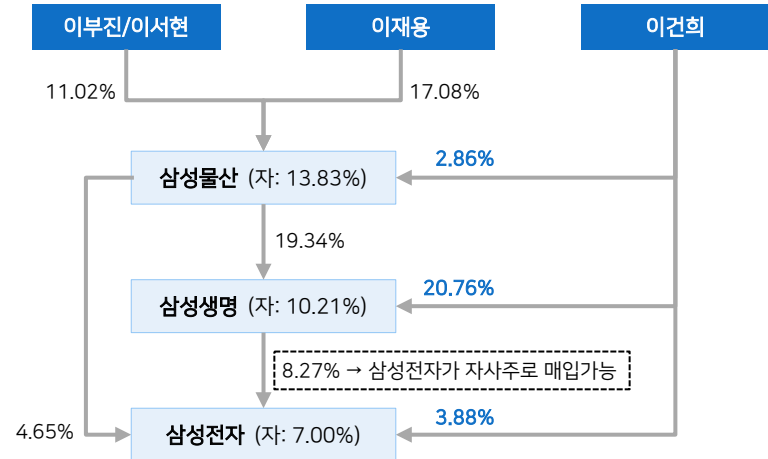 이부진/이서현
이재용
이건희
11.02%
17.08%
2.86%
삼성물산 (자: 13.83%)
19.34%
20.76%
삼성생명 (자: 10.21%)
8.27% → 삼성전자가 자사주로 매입가능
3.88%
4.65%
삼성전자 (자: 7.00%)